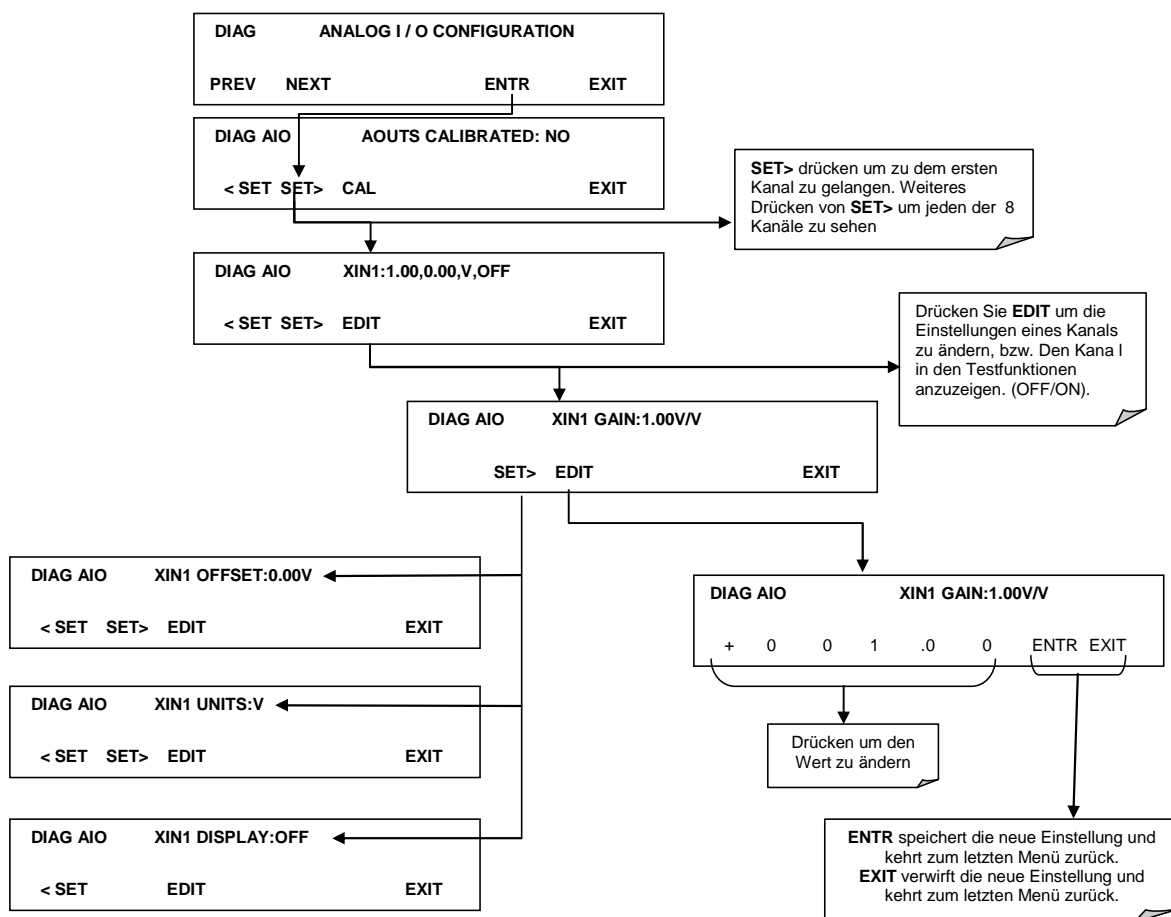 DIAG ANALOG I / O CONFIGURATION
PREV NEXT ENTR EXIT
DIAG AIO AOUTS CALIBRATED: NO
< SET SET> CAL EXIT
SET> drücken um zu dem ersten
Kanal zu gelangen. Weiteres
Drücken von SET> um jeden der 8
Kanäle zu sehen
DIAG AIO XIN1:1.00,0.00,V,OFF
< SET SET> EDIT EXIT
Drücken Sie EDIT um die
Einstellungen eines Kanals
zu ändern, bzw. Den Kana l
in den Testfunktionen
anzuzeigen. (OFF/ON).
DIAG AIO XIN1 GAIN:1.00V/V
SET> EDIT EXIT
DIAG AIO XIN1 OFFSET:0.00V
< SET SET> EDIT EXIT
DIAG AIO XIN1 GAIN:1.00V/V
+ 0 0 1 .0 0 ENTR EXIT
DIAG AIO XIN1 UNITS:V
< SET SET> EDIT EXIT
Drücken um den
Wert zu ändern
DIAG AIO XIN1 DISPLAY:OFF
< SET EDIT EXIT
ENTR speichert die neue Einstellung und
kehrt zum letzten Menü zurück.
EXIT verwirft die neue Einstellung und
kehrt zum letzten Menü zurück.